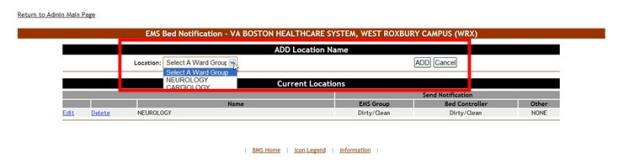 Return to Admin Main Page
EMS Bed Notification - VA BOSTON HEALTHCARE SYSTEM, WEST ROXBURY CAMPUS (WRX)
ADD Location Name
Location: Select A Ward Group ADD Cancel
Select A Ward Group
NEUROLOGY
CARDIOLOGY
Current Locations
Send Notification
Name EMS Group Bed Controller Other
Edit Delete NEUROLOGY Dirty/Clean Dirty/Clean NONE
| BMS Home | Icon Legend | Information |